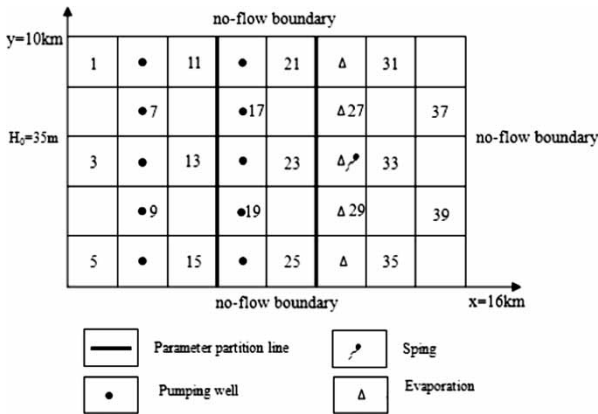 no-flow boundary
y=10km
1 11 21 31
7 17 27 37
H₀=35m
3 13 23 33
no-flow boundary
9 19 29 39
5 15 25 35
no-flow boundary
x=16km
Parameter partition line
Sping
Pumping well
Evaporation